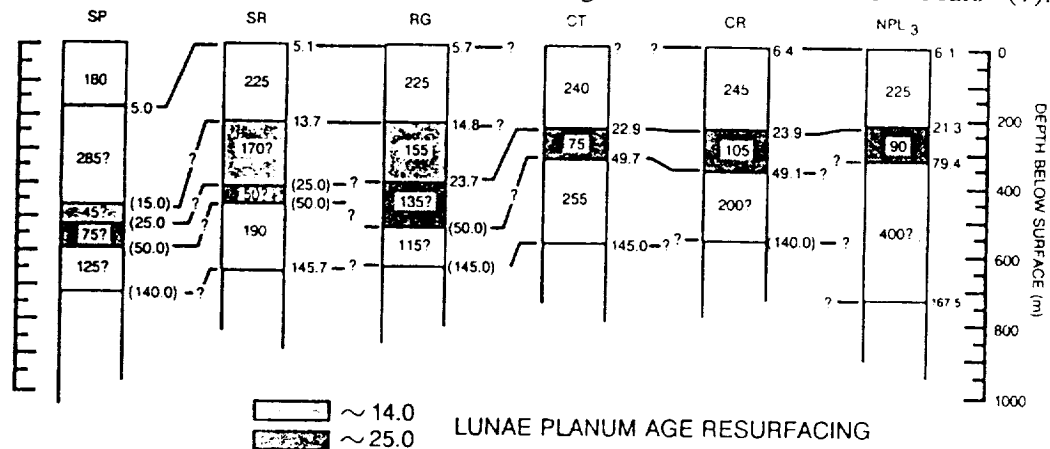 (7).
SP SR RG CT CR NPL 3
5.1 ? 5.7 ? ? ? 6.4 6.1 0
180 225 225 240 245 225
5.0
13.7 14.8 ? 22.9 23.9 21.3 200
285? 170? 155 75 105 90
? ? 23.7 49.7 49.1 ? ? 79.4
(15.0) (25.0) ? ? 400
45? 50? 135?
(25.0 ? (50.0) ? ? (50.0) 255 200? 400?
75? ? 190
(50.0) 115? 145.0 ? ? (140.0) ? 600
125? 145.7 ? (145.0)
(140.0) ? ? 167.5
800
1000
DEPTH BELOW SURFACE (m)
~ 14.0
~ 25.0
LUNAE PLANUM AGE RESURFACING